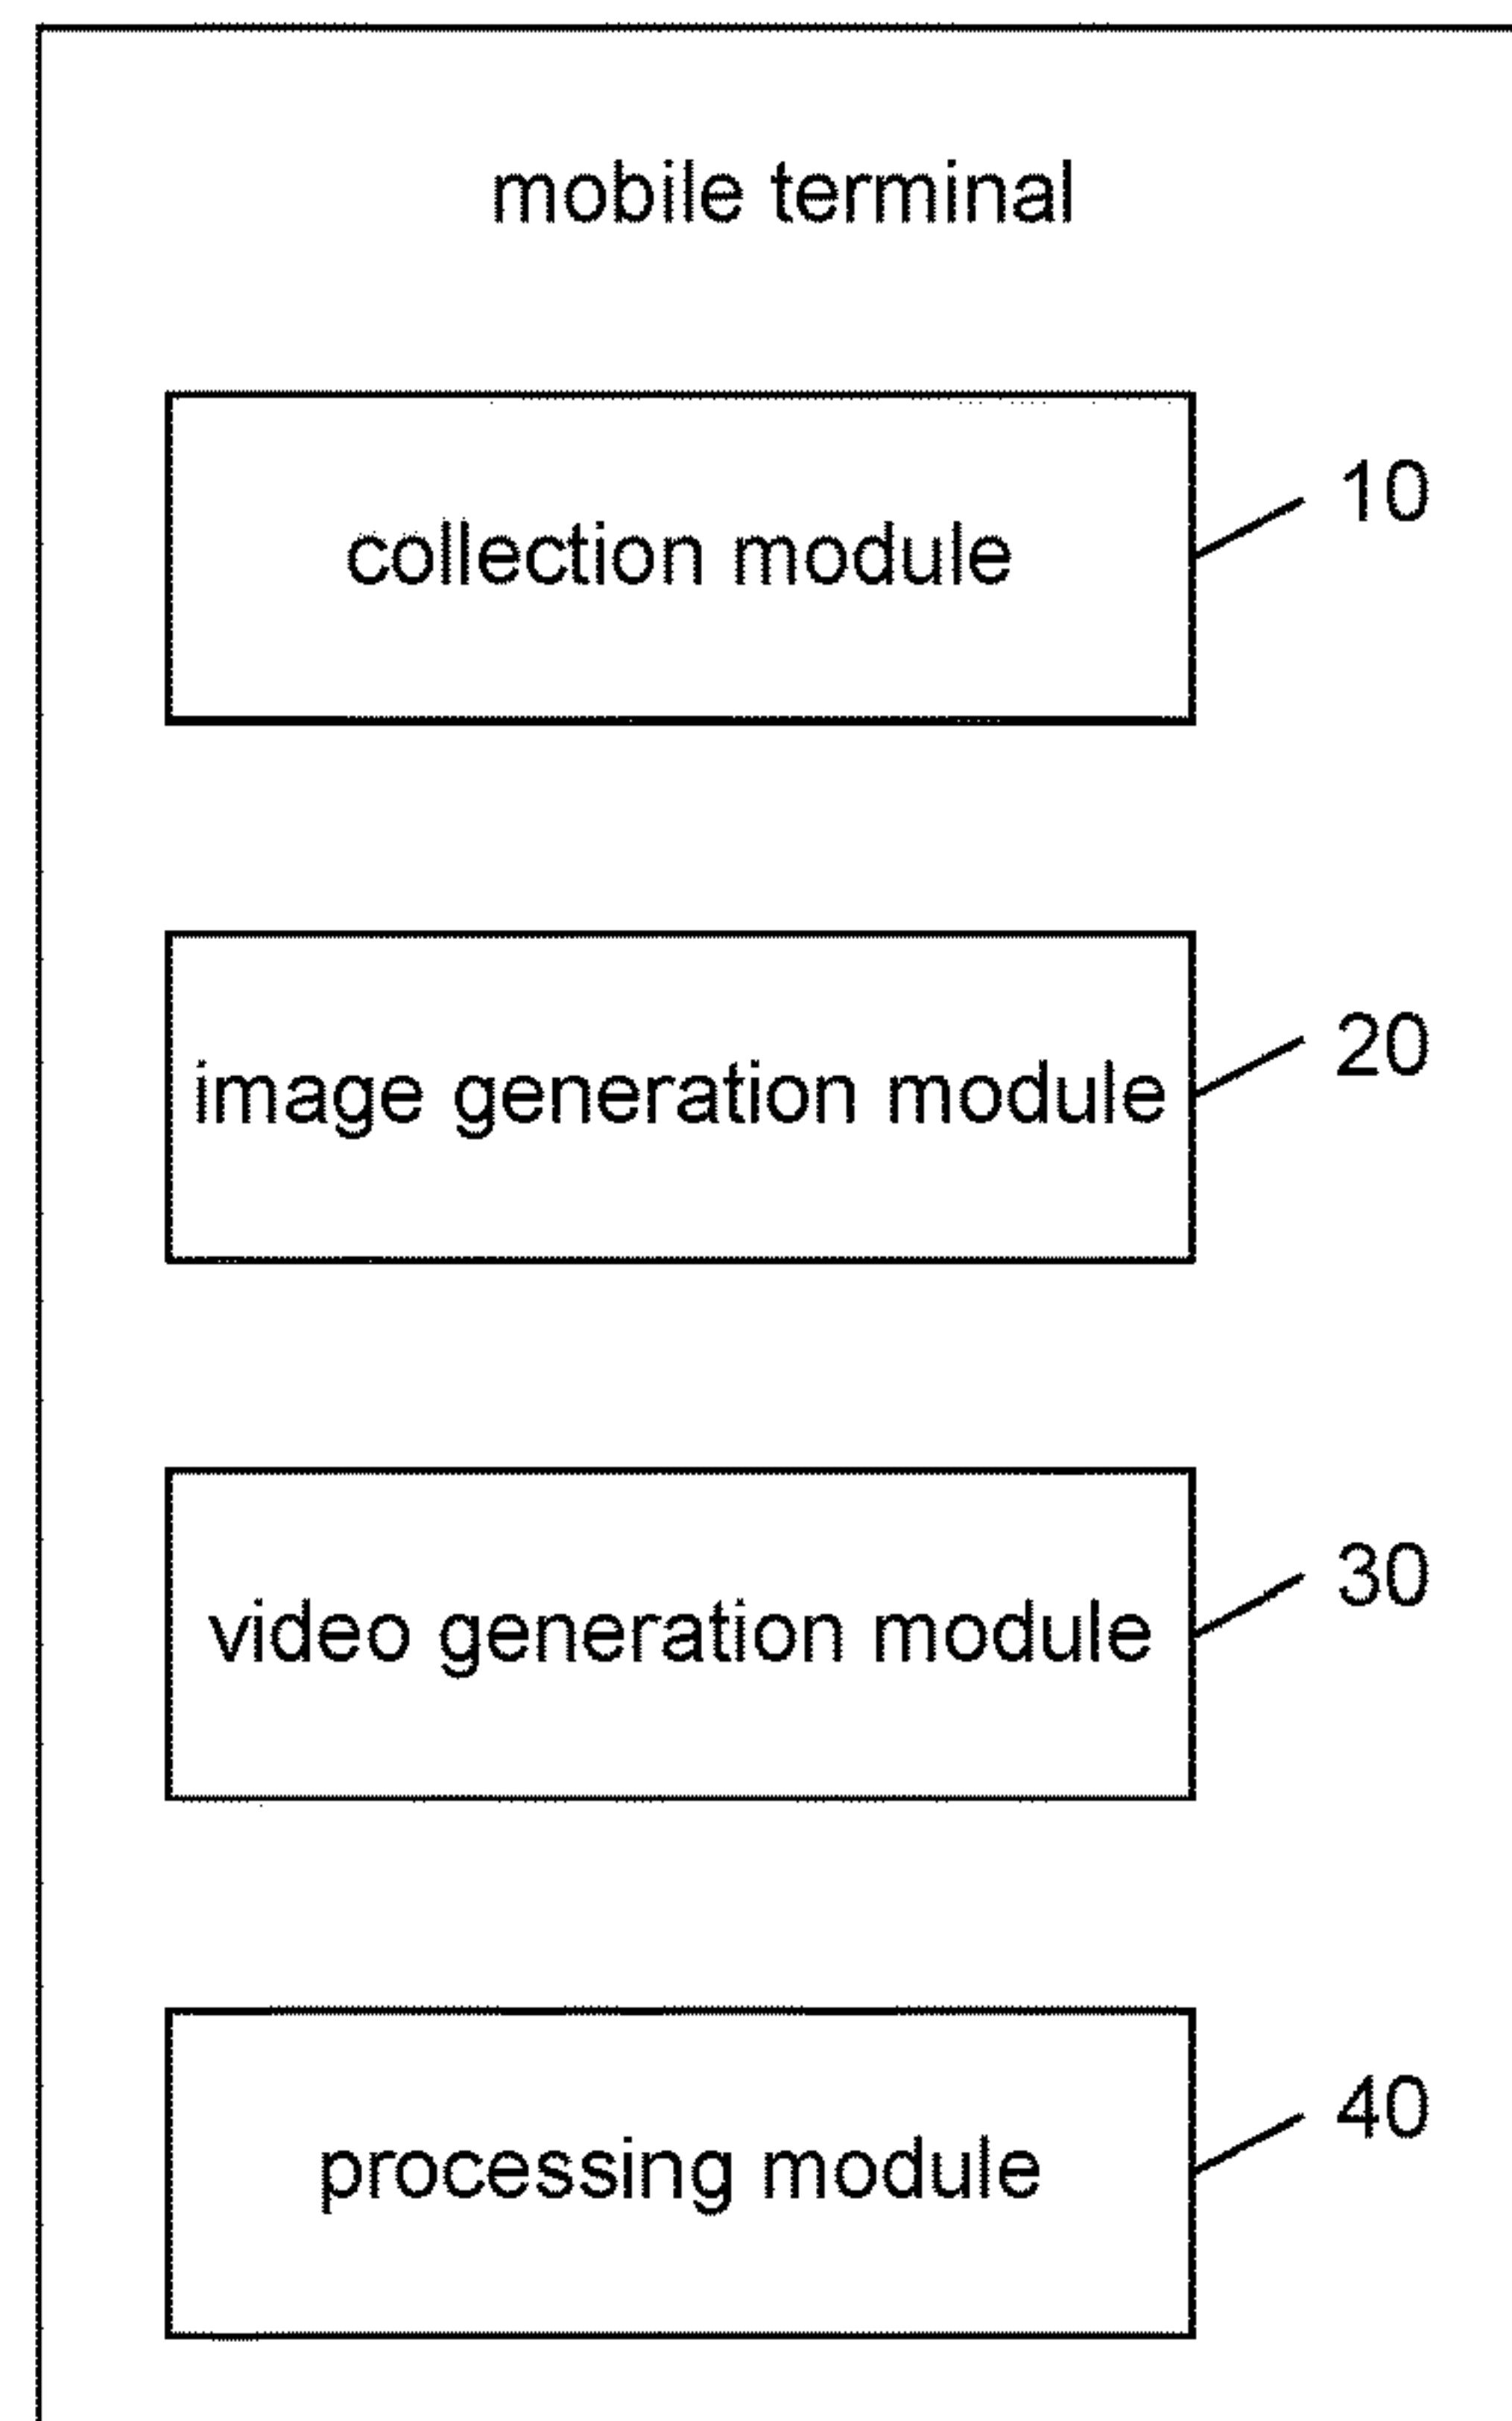 mobile terminal
collection module
10
image generation module
20
video generation module
30
processing module
40